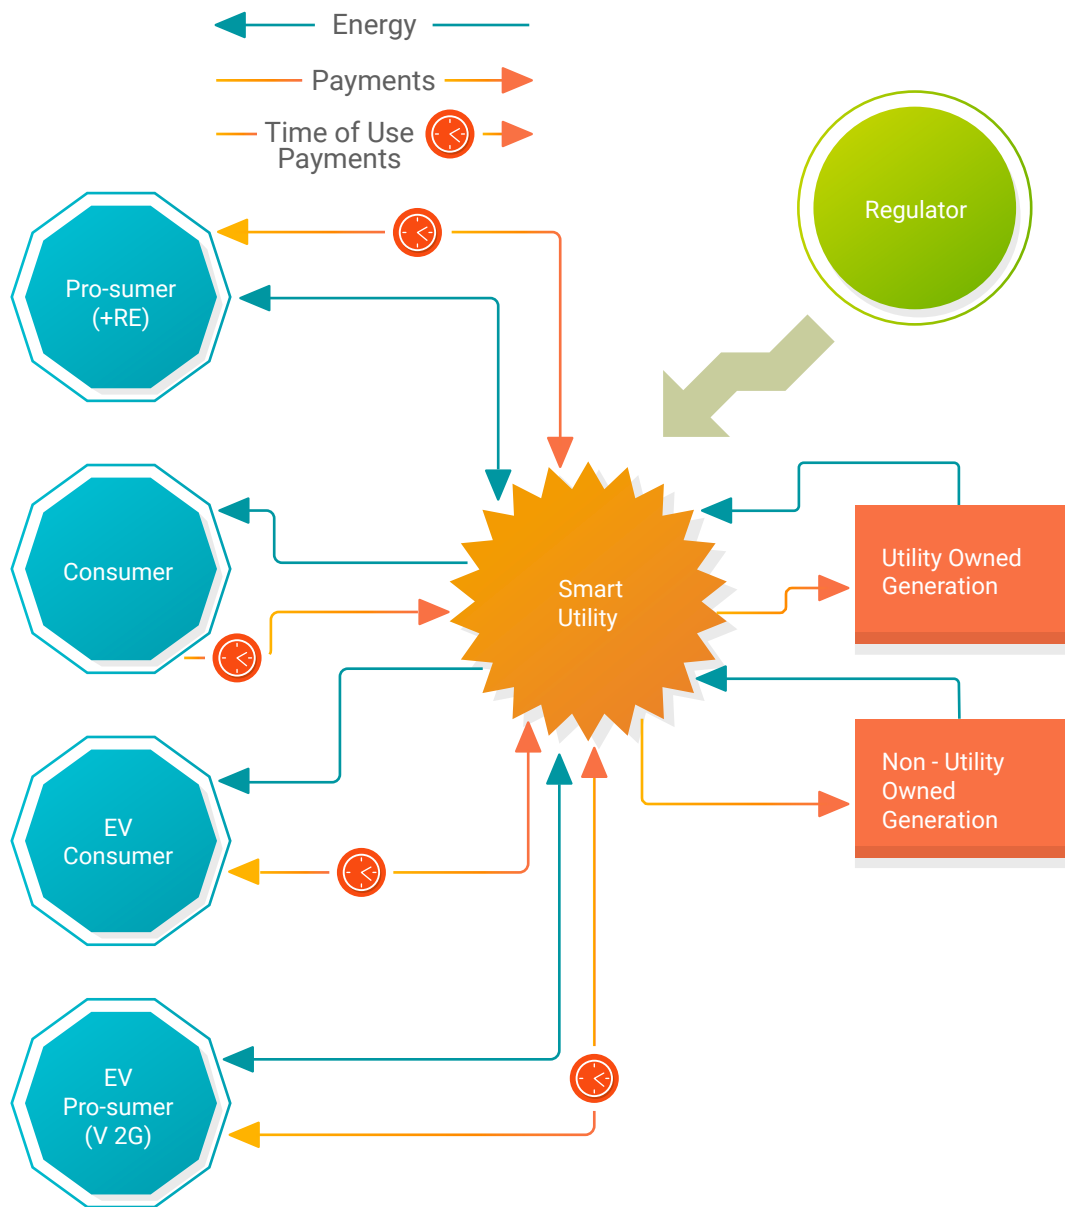 Energy
Payments
Time of Use
Payments
Regulator
Pro-sumer
(+RE)
Consumer
Smart
Utility
Utility Owned
Generation
Non - Utility
Owned
Generation
EV
Consumer
EV
Pro-sumer
(V 2G)